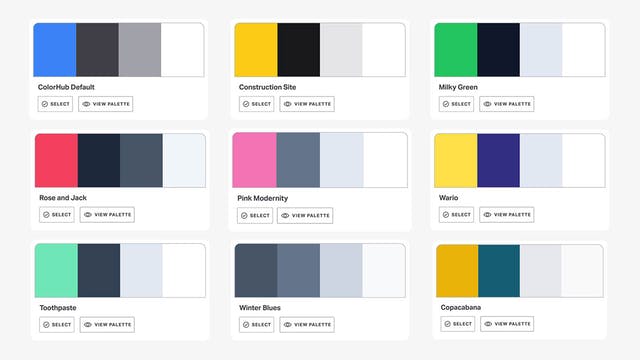 ColorHub Default
SELECT
VIEW PALETTE
Construction Site
SELECT
VIEW PALETTE
Milky Green
SELECT
VIEW PALETTE
Rose and Jack
SELECT
VIEW PALETTE
Pink Modernity
SELECT
VIEW PALETTE
Wario
SELECT
VIEW PALETTE
Toothpaste
SELECT
VIEW PALETTE
Winter Blues
SELECT
VIEW PALETTE
Copacabana
SELECT
VIEW PALETTE